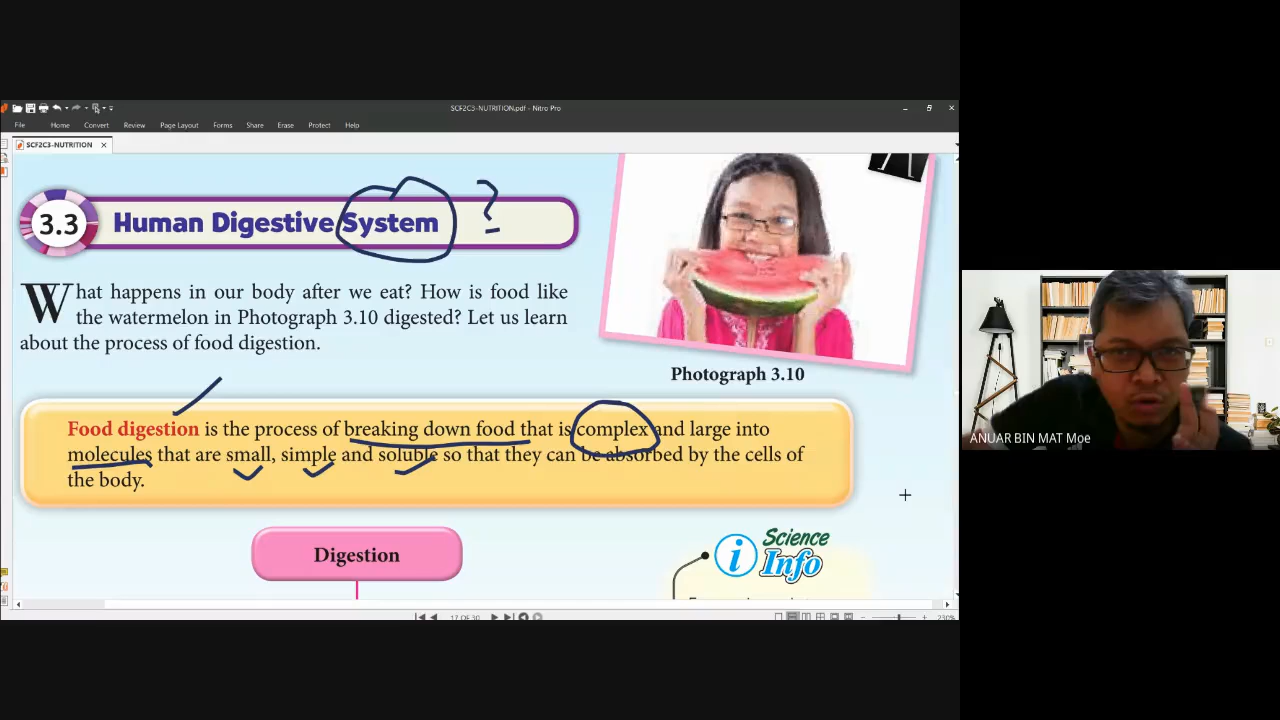 SCF2C3-NUTRITION.pdf - Nitro Pro
File Home Convert Review Page Layout Forms Share Erase Protect Help
SCF2C3-NUTRITION
3.3 Human Digestive System ?
What happens in our body after we eat? How is food like
the watermelon in Photograph 3.10 digested? Let us learn
about the process of food digestion.
Photograph 3.10
Food digestion is the process of breaking down food that is complex and large into
molecules that are small, simple and soluble so that they can be absorbed by the cells of
the body.
Digestion
Science
Info
17 OF 30
230%
ANUAR BIN MAT Moe